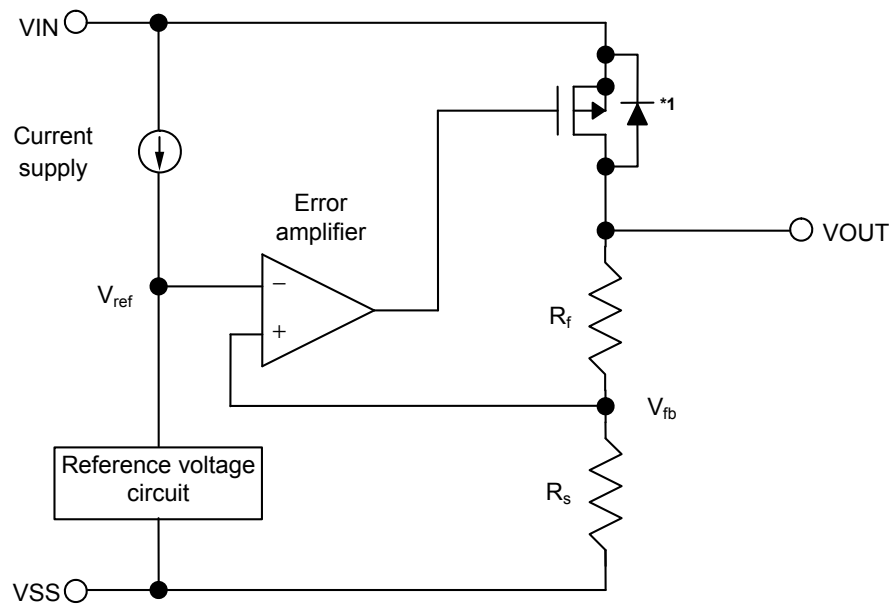 VIN
*1
Current
supply
Error
amplifier
VOUT
Vref
−
+
Rf
Vfb
Reference voltage
circuit
Rs
VSS